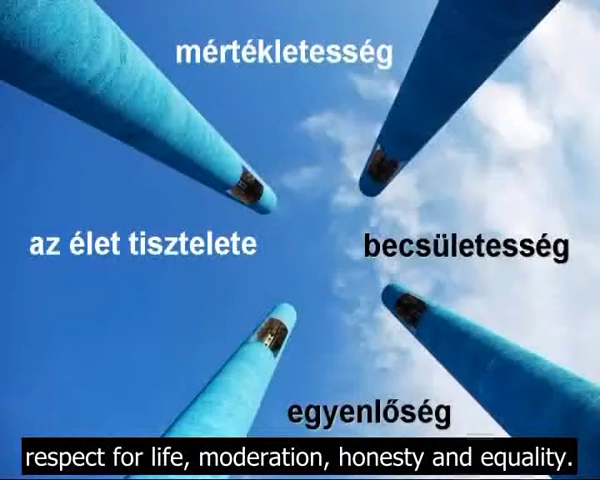 mértékletesség
az élet tisztelete
becsületesség
egyenlőség
respect for life, moderation, honesty and equality.